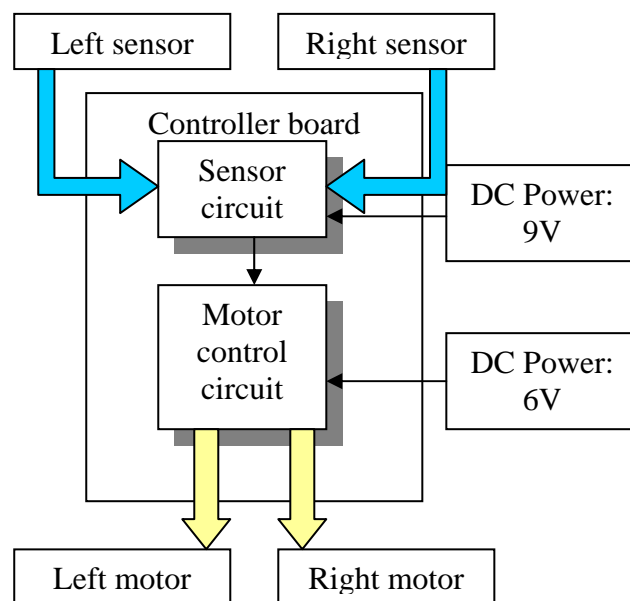 Left sensor
Right sensor
Controller board
Sensor
circuit
DC Power:
9V
Motor
control
circuit
DC Power:
6V
Left motor
Right motor